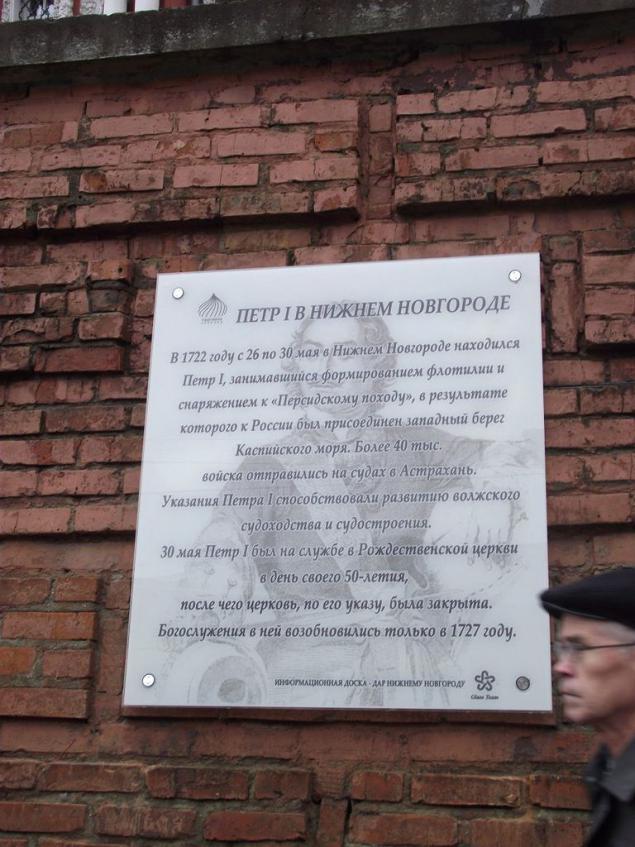 ПЕТР I В НИЖНЕМ НОВГОРОДЕ
В 1722 году с 26 по 30 мая в Нижнем Новгороде находился
Петр I, занимавшийся формированием флотилии и
снаряжением к «Персидскому походу», в результате
которого к России был присоединен западный берег
Каспийского моря. Более 40 тыс.
войска отправились на судах в Астрахань.
Указания Петра I способствовали развитию волжского
судоходства и судостроения.
30 мая Петр I был на службе в Рождественской церкви
в день своего 50-летия,
после чего церковь, по его указу, была закрыта.
Богослужения в ней возобновились только в 1727 году.
ИНФОРМАЦИОННАЯ ДОСКА - ДАР НИЖНЕМУ НОВГОРОДУ
Glass Team